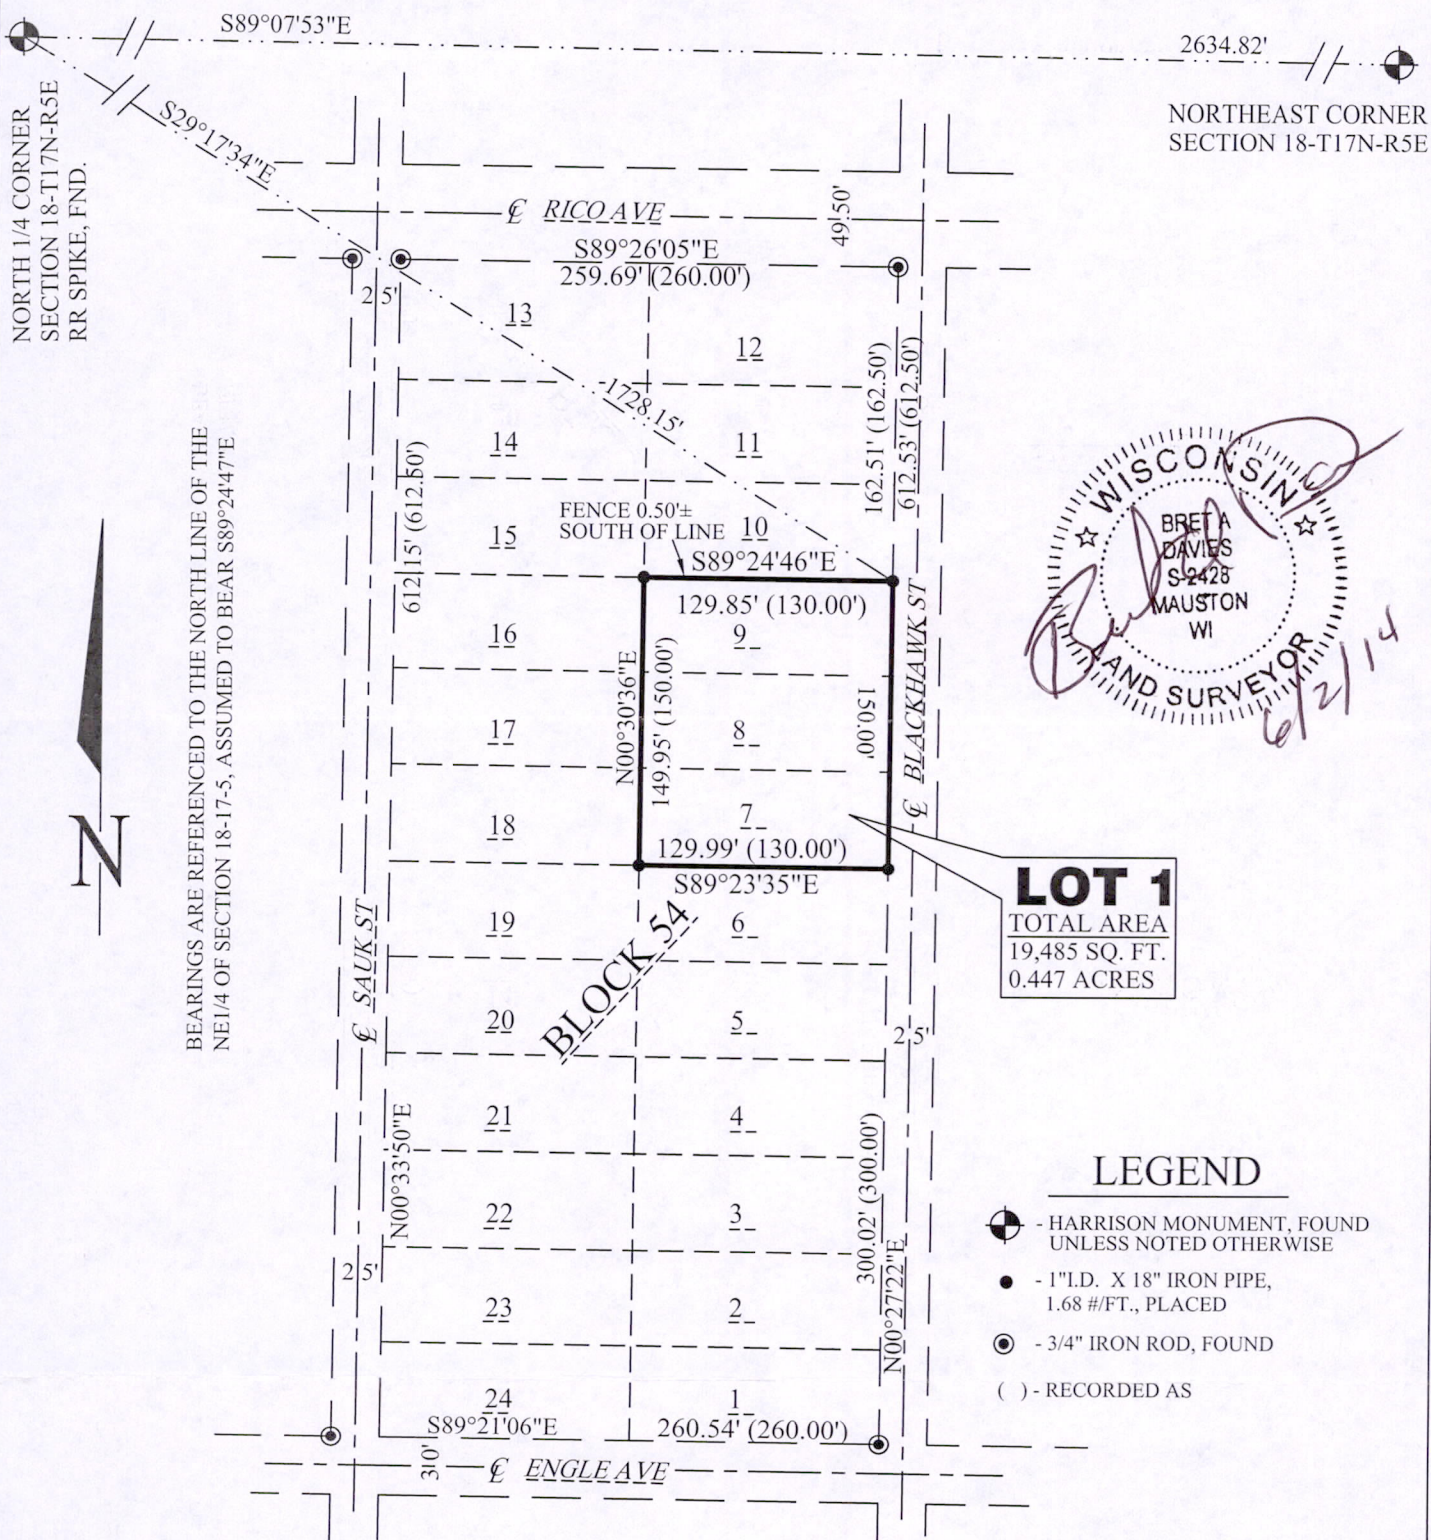 S89°07'53"E
2634.82'
NORTH 1/4 CORNER
SECTION 18-T17N-R5E
RR SPIKE, FND.
NORTHEAST CORNER
SECTION 18-T17N-R5E
S29°17'34"E
℄ RICO AVE
49.50'
S89°26'05"E
259.69' (260.00')
25'
13
12
162.51' (162.50')
612.53' (612.50')
1728.15'
14
11
612.15' (612.50')
FENCE 0.50'±
SOUTH OF LINE
15
10
S89°24'46"E
129.85' (130.00')
BEARINGS ARE REFERENCED TO THE NORTH LINE OF THE
NE1/4 OF SECTION 18-17-5, ASSUMED TO BEAR S89°24'47"E
N
WISCONSIN
BRET A
DAVIES
S-2428
MAUSTON
WI
LAND SURVEYOR
6/2/14
16
9
N00°30'36"E
149.95' (150.00')
150.00'
℄ BLACKHAWK ST
17
8
18
7
129.99' (130.00')
S89°23'35"E
LOT 1
TOTAL AREA
19,485 SQ. FT.
0.447 ACRES
℄ SAUK ST
19
6
BLOCK 54
20
5
25'
21
4
N00°33'50"E
300.02' (300.00')
22
3
N00°27'22"E
25'
23
2
24
1
S89°21'06"E
260.54' (260.00')
30'
℄ ENGLE AVE
LEGEND
- HARRISON MONUMENT, FOUND
UNLESS NOTED OTHERWISE
- 1"I.D. X 18" IRON PIPE,
1.68 #/FT., PLACED
- 3/4" IRON ROD, FOUND
( ) - RECORDED AS